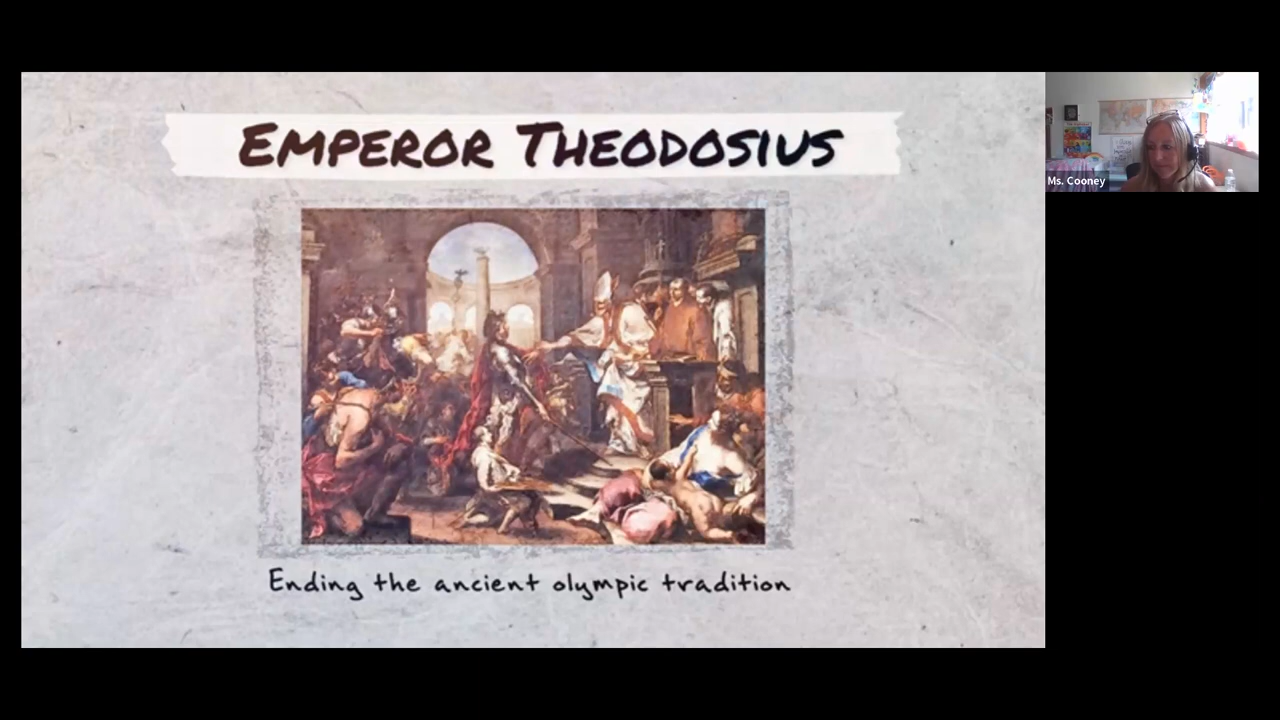 EMPEROR THEODOSIUS
Ending the ancient olympic tradition
Ms. Cooney